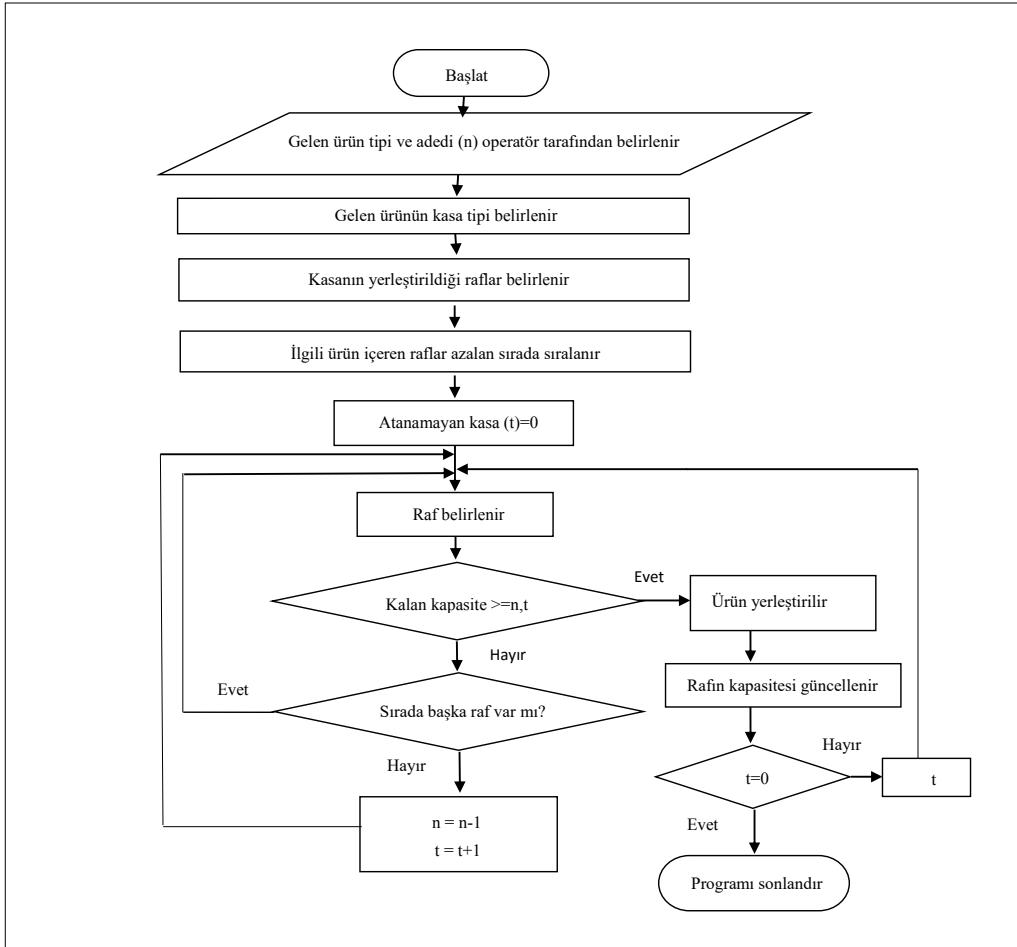 Başlat
Gelen ürün tipi ve adedi (n) operatör tarafından belirlenir
Gelen ürünün kasa tipi belirlenir
Kasanın yerleştirildiği raflar belirlenir
İlgili ürün içeren raflar azalan sırada sıralanır
Atanamayan kasa (t)=0
Raf belirlenir
Kalan kapasite >=n,t
Evet
Ürün yerleştirilir
Hayır
Rafın kapasitesi güncellenir
Evet
Sırada başka raf var mı?
Hayır
t=0
Hayır
t
Evet
n = n-1
t = t+1
Programı sonlandır